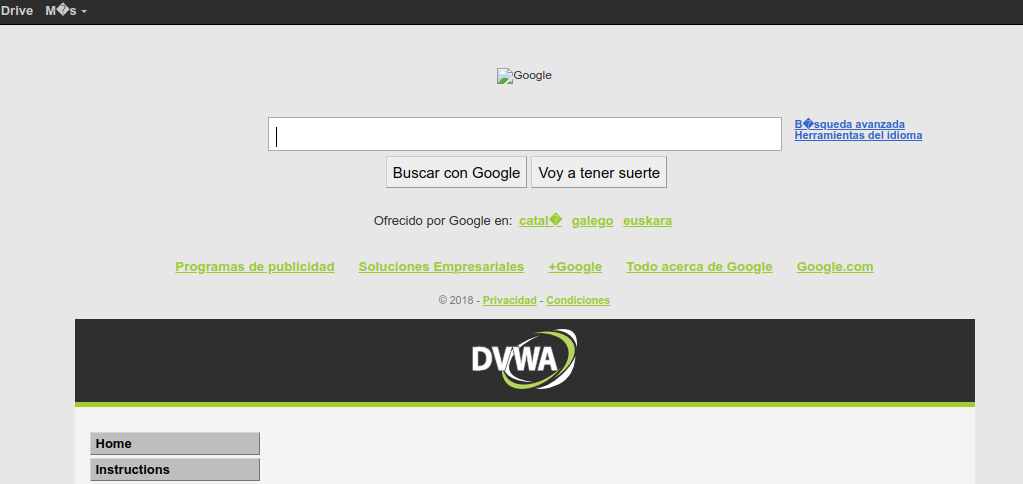 Drive M�s
Google
B�squeda avanzada
Herramientas del idioma
Buscar con Google Voy a tener suerte
Ofrecido por Google en: catal� galego euskara
Programas de publicidad Soluciones Empresariales +Google Todo acerca de Google Google.com
© 2018 - Privacidad - Condiciones
DVWA
Home
Instructions